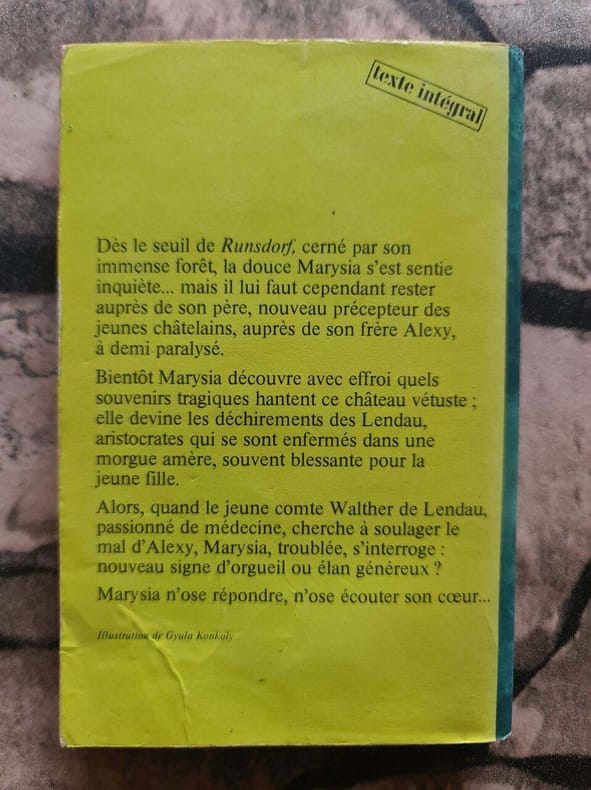 texte intégral
Dès le seuil de Runsdorf, cerné par son
immense forêt, la douce Marysia s'est sentie
inquiète... mais il lui faut cependant rester
auprès de son père, nouveau précepteur des
jeunes châtelains, auprès de son frère Alexy,
à demi paralysé.
Bientôt Marysia découvre avec effroi quels
souvenirs tragiques hantent ce château vétuste ;
elle devine les déchirements des Lendau,
aristocrates qui se sont enfermés dans une
morgue amère, souvent blessante pour la
jeune fille.
Alors, quand le jeune comte Walther de Lendau,
passionné de médecine, cherche à soulager le
mal d'Alexy, Marysia, troublée, s'interroge :
nouveau signe d'orgueil ou élan généreux ?
Marysia n'ose répondre, n'ose écouter son cœur...
Illustration de Gyula Konkoly